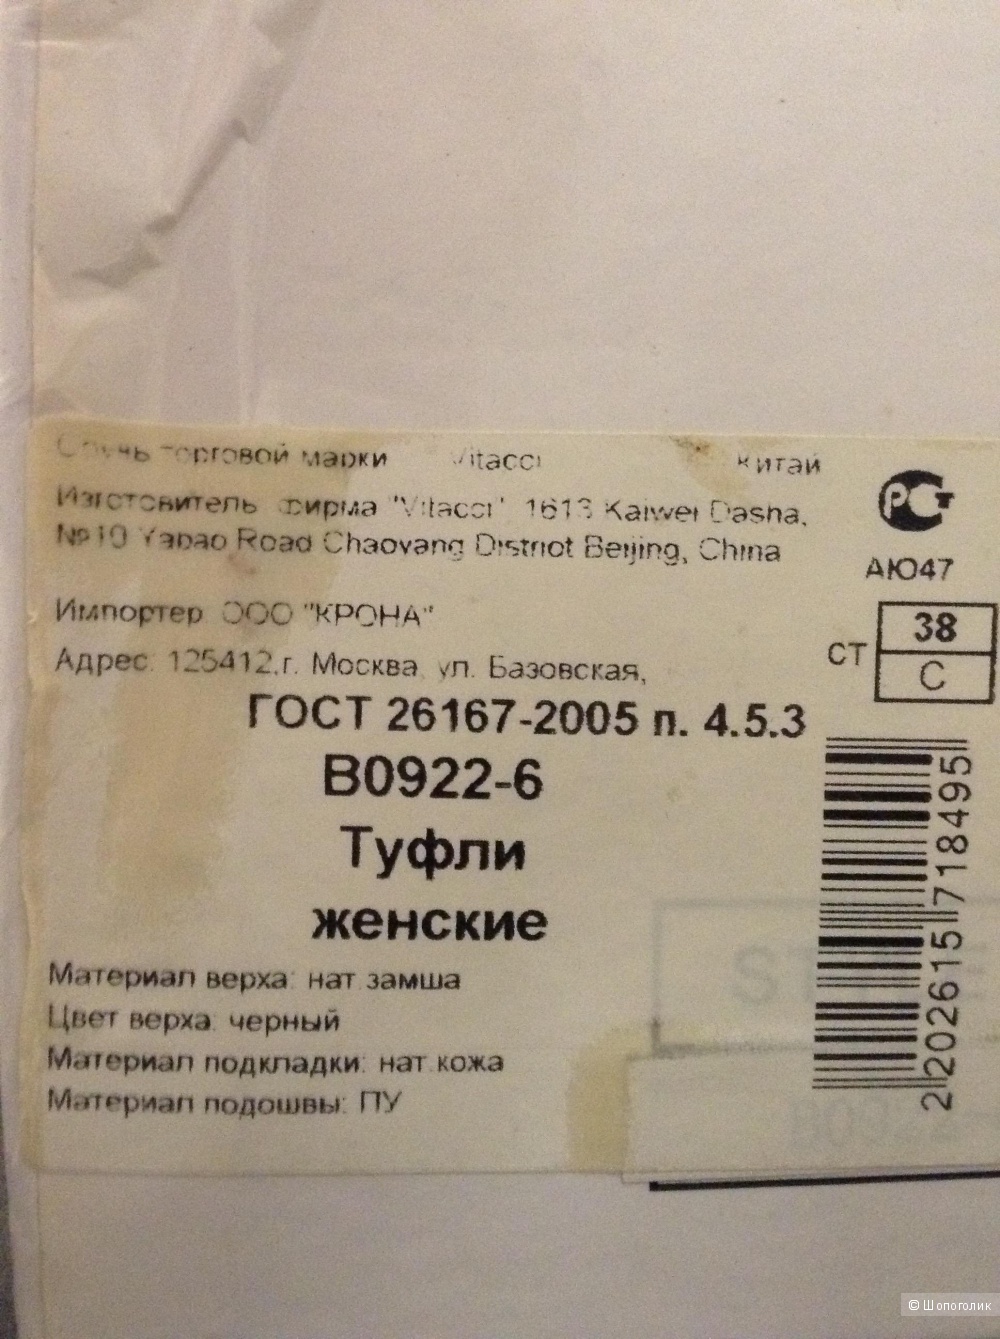 Обувь торговой марки Vitacci Китай
Изготовитель фирма "Vitacci" 1613 Kaiwei Dasha,
№10 Yabao Road Chaoyang District Beijing, China
РСТ
АЮ47
Импортер ООО "КРОНА"
Адрес: 125412,г. Москва, ул. Базовская,
СТ
38
С
ГОСТ 26167-2005 п. 4.5.3
В0922-6
Туфли
женские
Материал верха: нат.замша
Цвет верха: черный
Материал подкладки: нат.кожа
Материал подошвы: ПУ
2202615718495
© Шопоголик